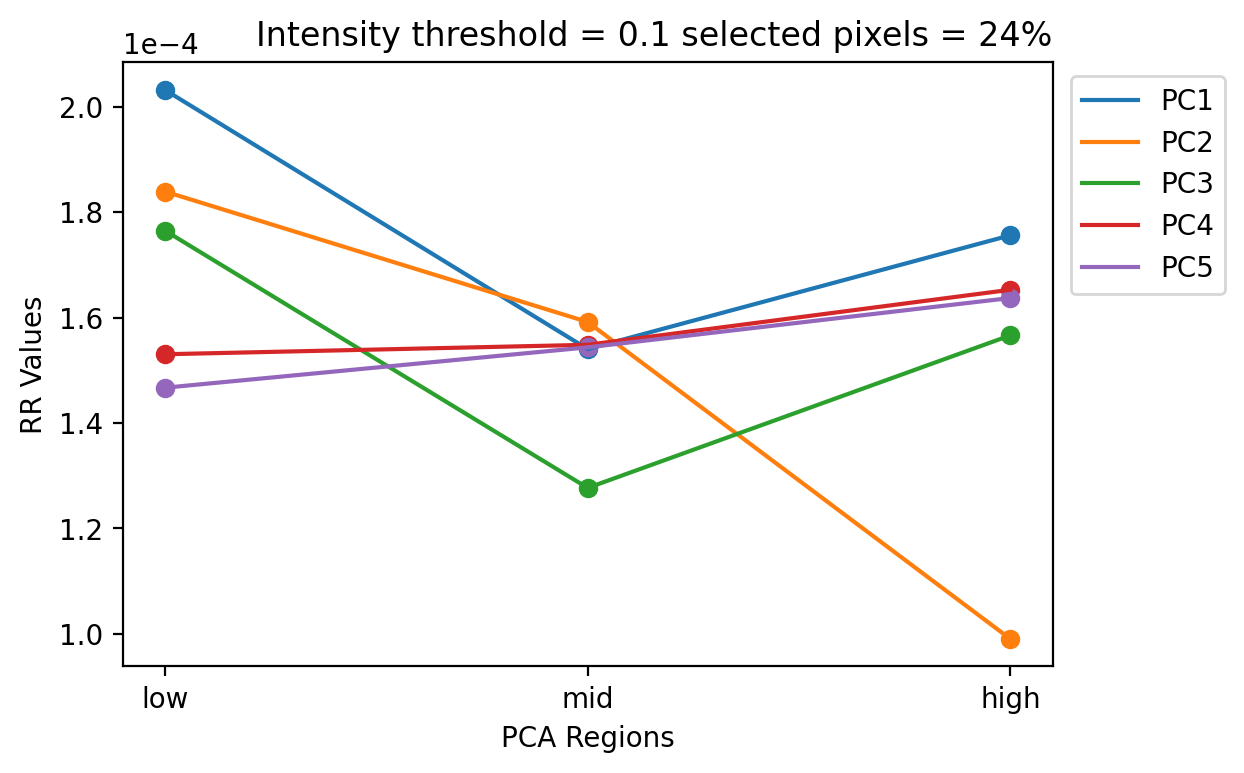 Intensity threshold = 0.1 selected pixels = 24%
1e−4
2.0
1.8
1.6
1.4
1.2
1.0
RR Values
low
mid
high
PCA Regions
PC1
PC2
PC3
PC4
PC5